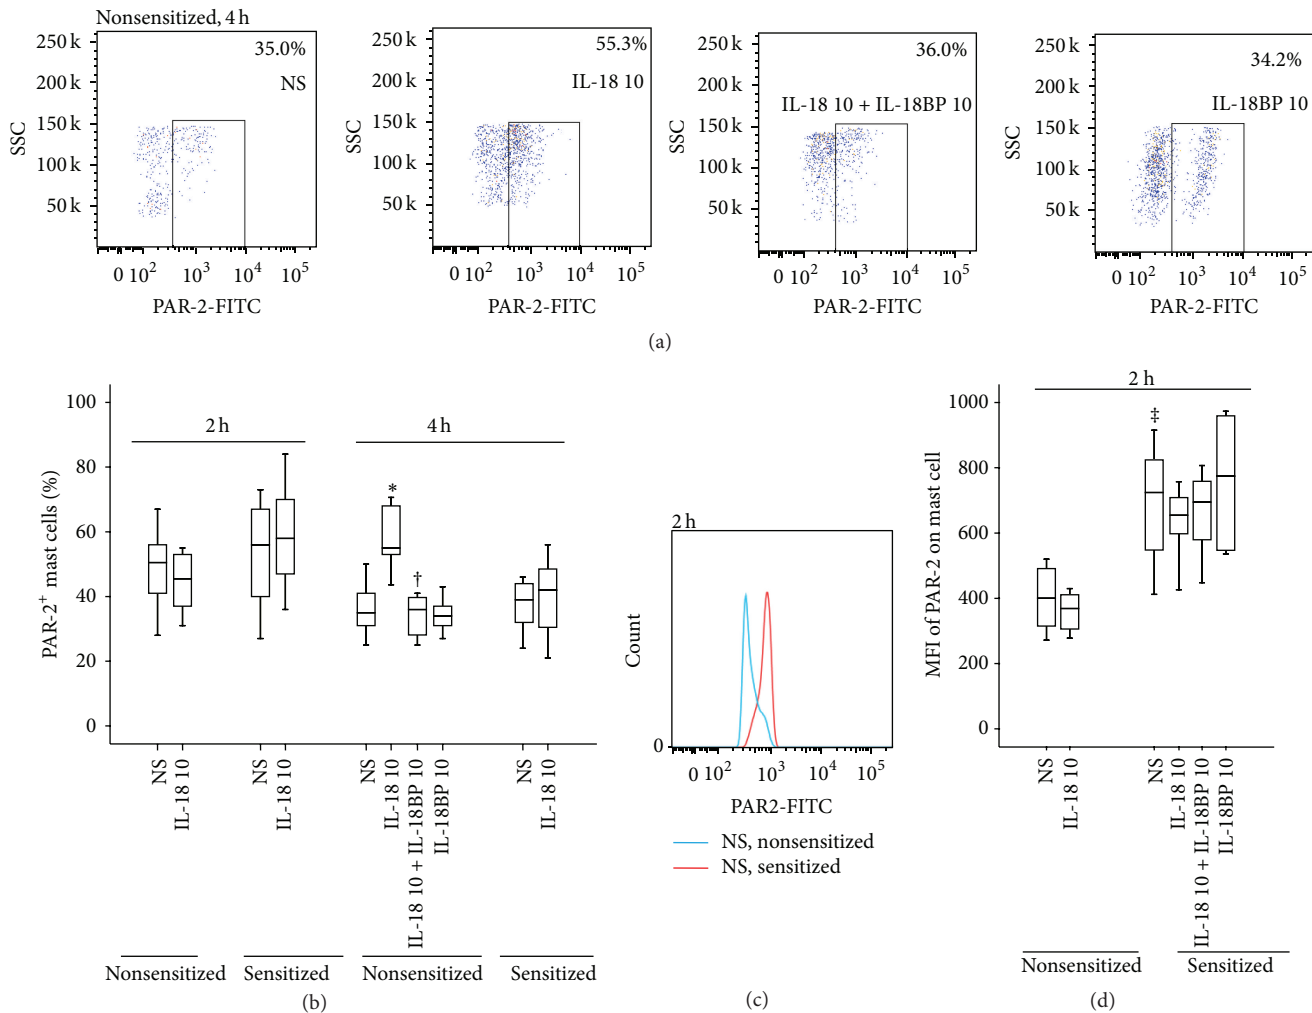 Nonsensitized, 4 h
250 k
200 k
150 k
100 k
50 k
SSC
35.0%
NS
0 10² 10³ 10⁴ 10⁵
PAR-2-FITC
250 k
200 k
150 k
100 k
50 k
SSC
55.3%
IL-18 10
0 10² 10³ 10⁴ 10⁵
PAR-2-FITC
250 k
200 k
150 k
100 k
50 k
SSC
36.0%
IL-18 10 + IL-18BP 10
0 10² 10³ 10⁴ 10⁵
PAR-2-FITC
250 k
200 k
150 k
100 k
50 k
SSC
34.2%
IL-18BP 10
0 10² 10³ 10⁴ 10⁵
PAR-2-FITC
(a)
PAR-2⁺ mast cells (%)
100
80
60
40
20
0
2 h
4 h
*
†
NS
IL-18 10
NS
IL-18 10
NS
IL-18 10
IL-18 10 + IL-18BP 10
IL-18BP 10
NS
IL-18 10
Nonsensitized
Sensitized
Nonsensitized
Sensitized
(b)
2 h
Count
0
0 10² 10³ 10⁴ 10⁵
PAR2-FITC
NS, nonsensitized
NS, sensitized
(c)
MFI of PAR-2 on mast cell
1000
800
600
400
200
0
2 h
‡
NS
IL-18 10
NS
IL-18 10
IL-18 10 + IL-18BP 10
IL-18BP 10
Nonsensitized
Sensitized
(d)